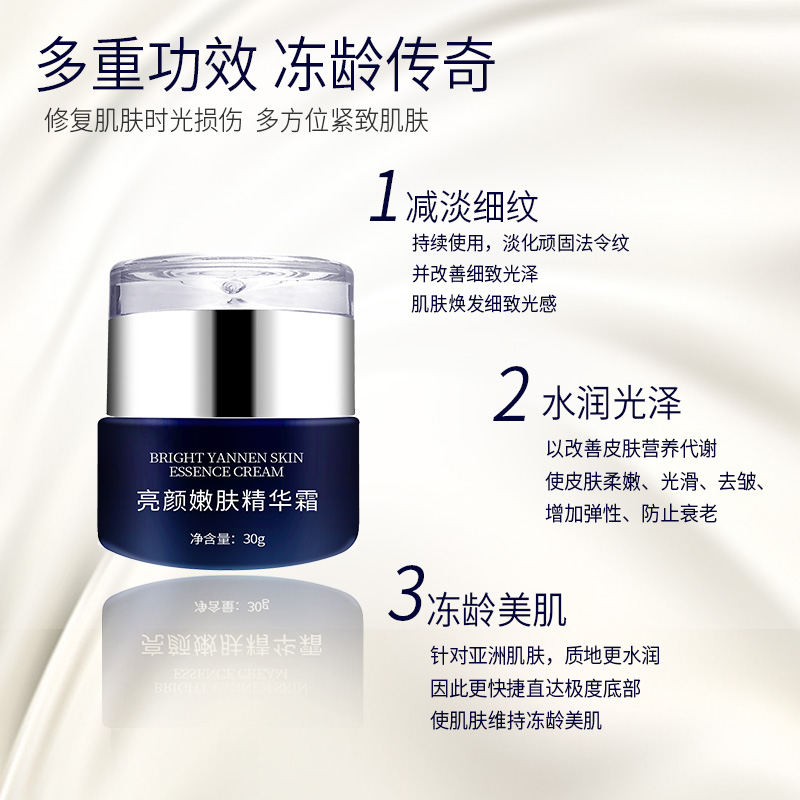 多重功效 冻龄传奇
修复肌肤时光损伤 多方位紧致肌肤
1 减淡细纹
持续使用，淡化顽固法令纹
并改善细致光泽
肌肤焕发细致光感
2 水润光泽
以改善皮肤营养代谢
使皮肤柔嫩、光滑、去皱、
增加弹性、防止衰老
3 冻龄美肌
针对亚洲肌肤，质地更水润
因此更快捷直达极度底部
使肌肤维持冻龄美肌
BRIGHT YANNEN SKIN
ESSENCE CREAM
亮颜嫩肤精华霜
净含量：30g